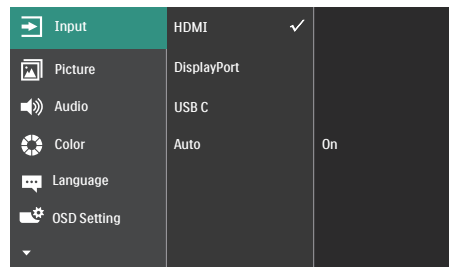 Input
HDMI
Picture
DisplayPort
Audio
USB C
Color
Auto
On
Language
OSD Setting